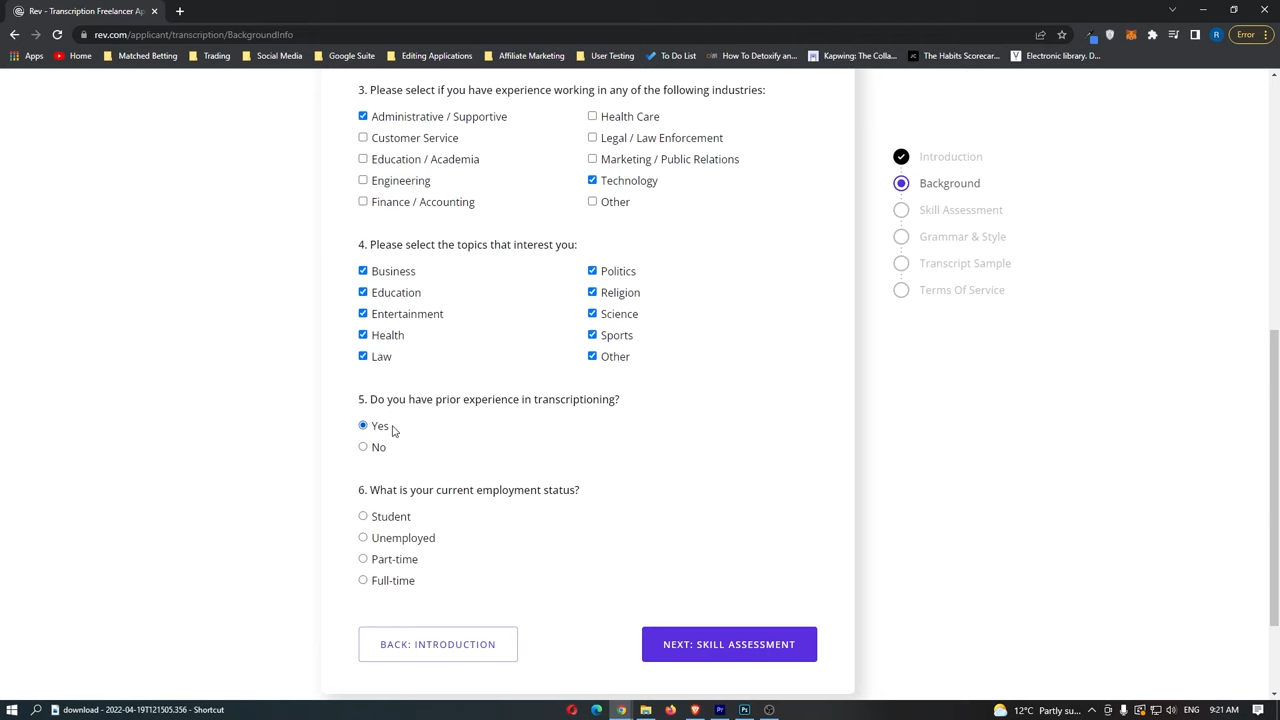 Rev - Transcription Freelancer Ap
rev.com/applicant/transcription/BackgroundInfo
R
Error
Apps
Home
Matched Betting
Trading
Social Media
Google Suite
Editing Applications
Affiliate Marketing
User Testing
To Do List
How To Detoxify an...
Kapwing: The Colla...
The Habits Scorecar...
Electronic library. D...
3. Please select if you have experience working in any of the following industries:
Administrative / Supportive
Health Care
Customer Service
Legal / Law Enforcement
Education / Academia
Marketing / Public Relations
Engineering
Technology
Finance / Accounting
Other
4. Please select the topics that interest you:
Business
Politics
Education
Religion
Entertainment
Science
Health
Sports
Law
Other
5. Do you have prior experience in transcriptioning?
Yes
No
6. What is your current employment status?
Student
Unemployed
Part-time
Full-time
BACK: INTRODUCTION
NEXT: SKILL ASSESSMENT
Introduction
Background
Skill Assessment
Grammar & Style
Transcript Sample
Terms Of Service
download - 2022-04-19T121505.356 - Shortcut
12°C Partly su...
9:21 AM